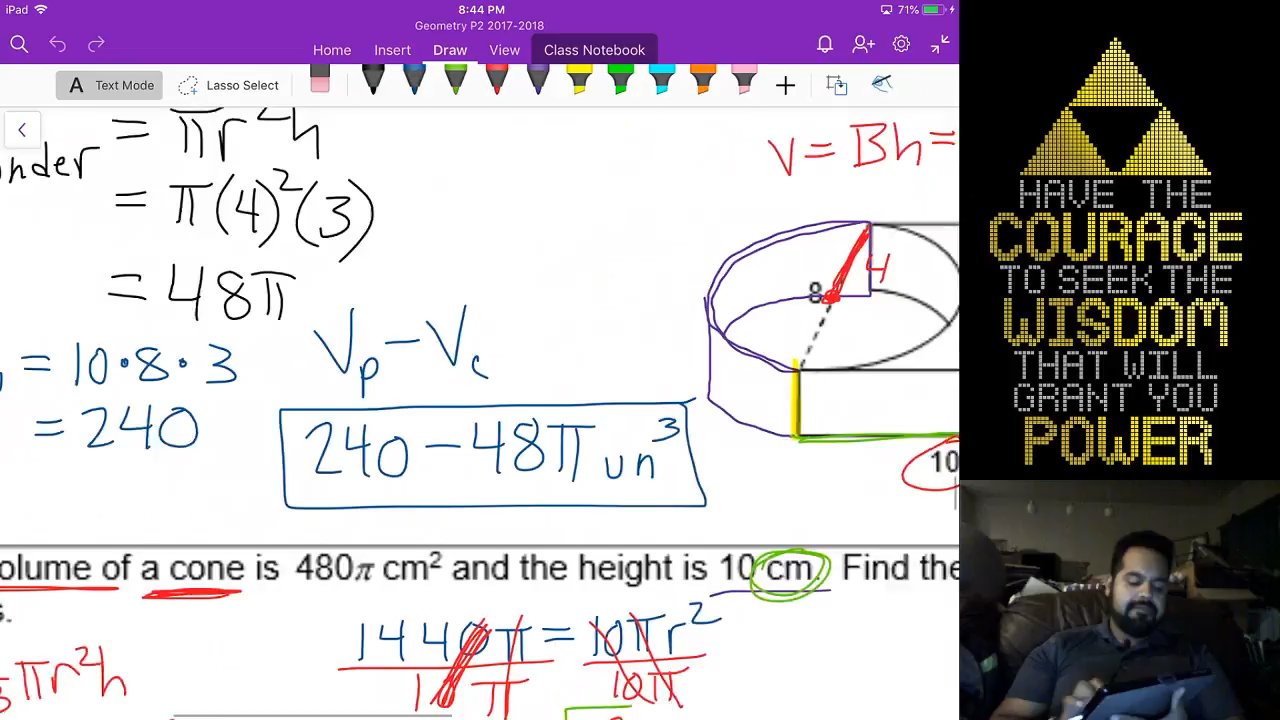 iPad 8:44 PM 71%
Geometry P2 2017-2018
Home Insert Draw View Class Notebook
A Text Mode Lasso Select
nder = πr²h
= π(4)²(3)
= 48π
= 10·8·3
= 240
Vp − Vc
240 − 48π un³
V = Bh =
8
4
10
olume of a cone is 480π cm² and the height is 10 cm. Find the
s.
πr²h
1440π = 10πr²
10π 10π
HAVE THE
COURAGE
TO SEEK THE
WISDOM
THAT WILL
GRANT YOU
POWER